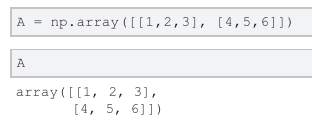 A = np.array([[1,2,3], [4,5,6]])
A
array([[1, 2, 3],
       [4, 5, 6]])